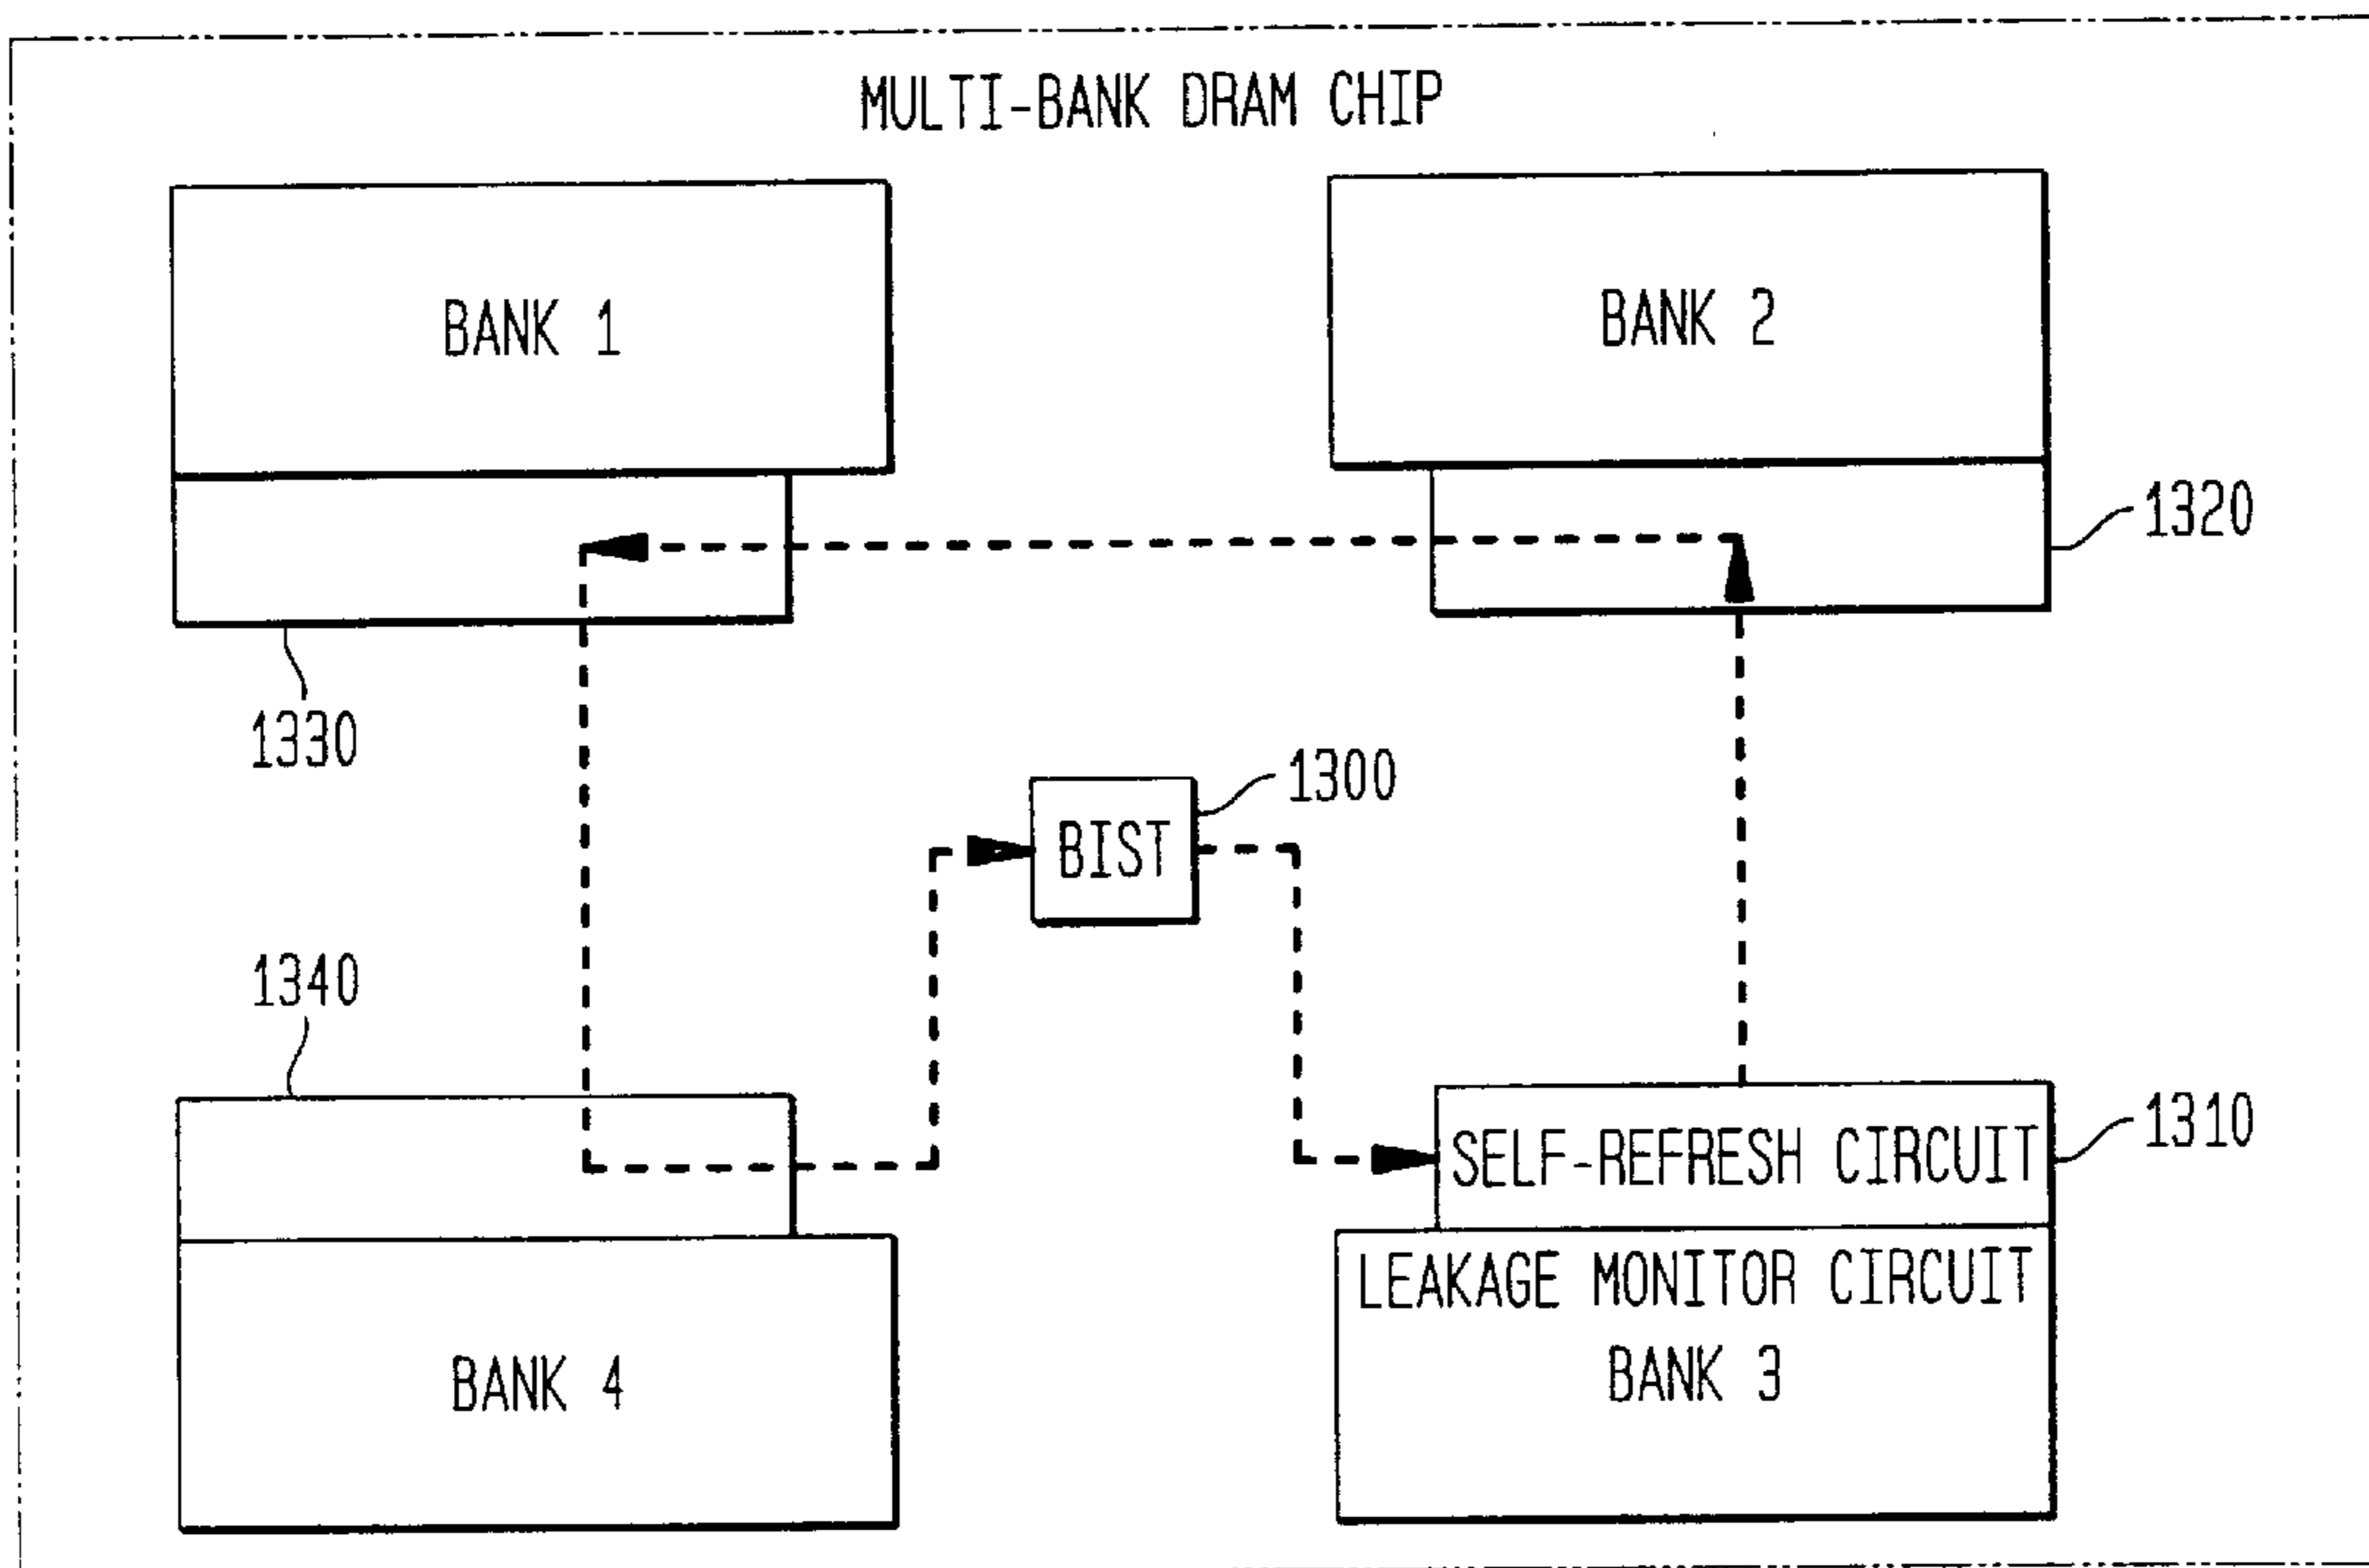 MULTI-BANK DRAM CHIP
BANK 1
BANK 2
1320
1330
1300
BIST
1340
1310
SELF-REFRESH CIRCUIT
LEAKAGE MONITOR CIRCUIT
BANK 4
BANK 3